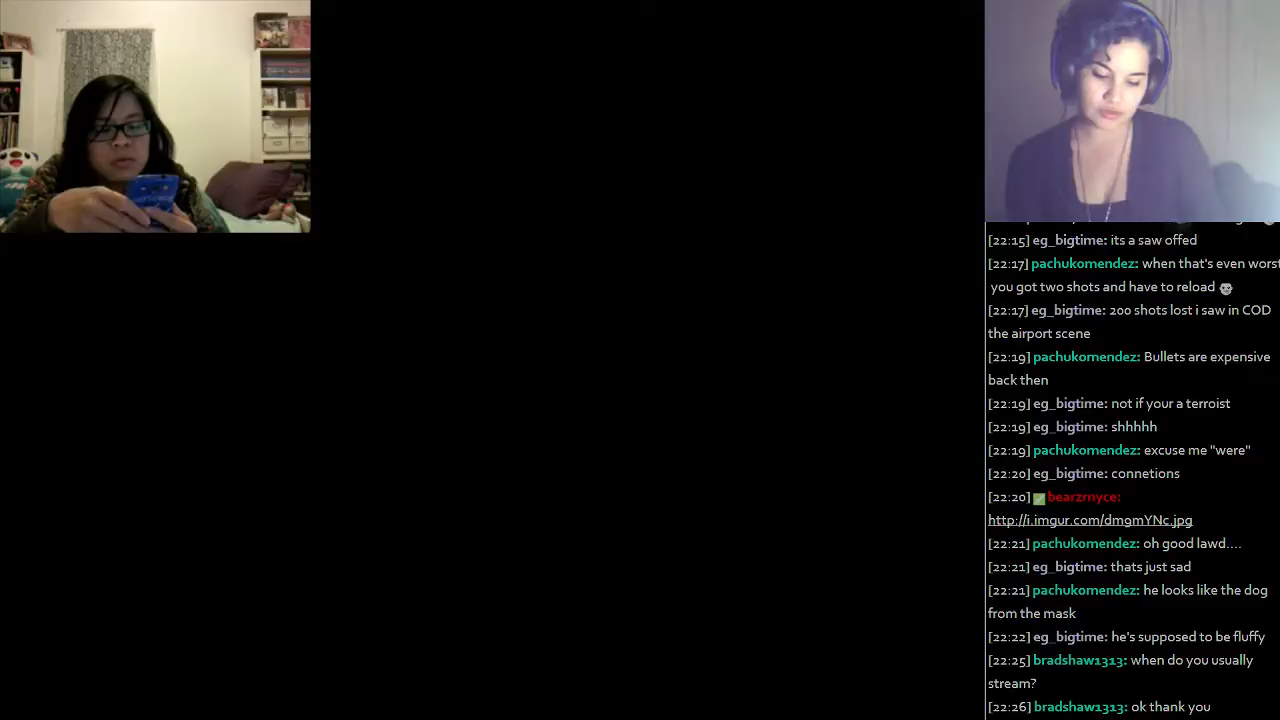 [22:15] eg_bigtime: its a saw offed
[22:17] pachukomendez: when that's even worst
you got two shots and have to reload
[22:17] eg_bigtime: 200 shots lost i saw in COD
the airport scene
[22:19] pachukomendez: Bullets are expensive
back then
[22:19] eg_bigtime: not if your a terroist
[22:19] eg_bigtime: shhhhh
[22:19] pachukomendez: excuse me "were"
[22:20] eg_bigtime: connetions
[22:20] bearzrnyce:
http://i.imgur.com/dm9mYNc.jpg
[22:21] pachukomendez: oh good lawd....
[22:21] eg_bigtime: thats just sad
[22:21] pachukomendez: he looks like the dog
from the mask
[22:22] eg_bigtime: he's supposed to be fluffy
[22:25] bradshaw1313: when do you usually
stream?
[22:26] bradshaw1313: ok thank you